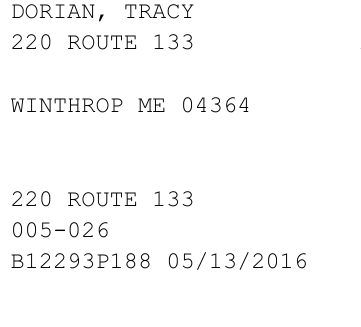 DORIAN, TRACY
220 ROUTE 133
WINTHROP ME 04364
220 ROUTE 133
005-026
B12293P188 05/13/2016